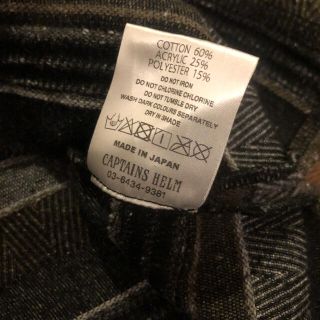 COTTON 60%
ACRYLIC 25%
POLYESTER 15%
DO NOT IRON
DO NOT CHLORINE CHLORINE
DO NOT TUMBLE DRY
WASH DARK COLOURS SEPARATELY
DRY IN SHADE
MADE IN JAPAN
CAPTAINS HELM
03-6434-9381